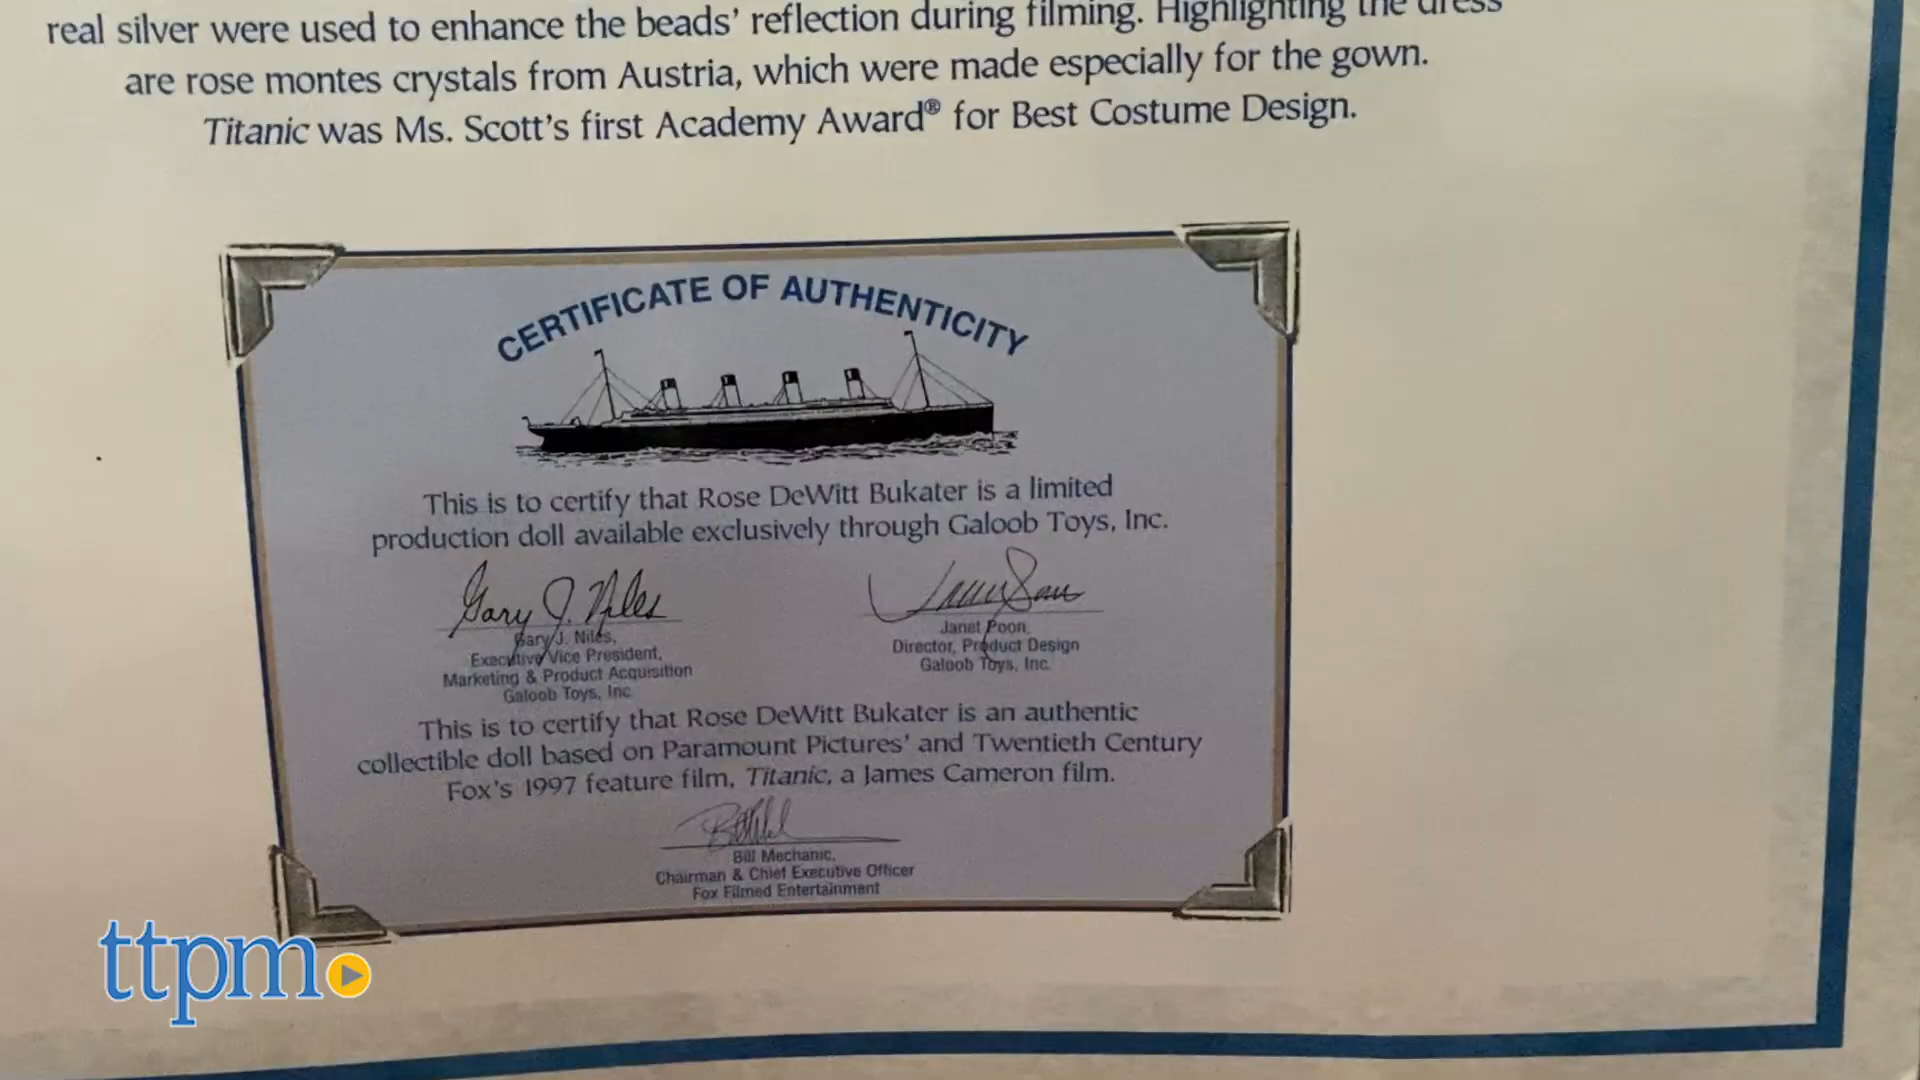 real silver were used to enhance the beads' reflection during filming. Highlighting the dress
are rose montes crystals from Austria, which were made especially for the gown.
Titanic was Ms. Scott's first Academy Award® for Best Costume Design.
CERTIFICATE OF AUTHENTICITY
This is to certify that Rose DeWitt Bukater is a limited
production doll available exclusively through Galoob Toys, Inc.
Gary J. Niles
Gary J. Niles,
Executive Vice President,
Marketing & Product Acquisition
Galoob Toys, Inc.
Janet Poon,
Director, Product Design
Galoob Toys, Inc.
This is to certify that Rose DeWitt Bukater is an authentic
collectible doll based on Paramount Pictures' and Twentieth Century
Fox's 1997 feature film, Titanic, a James Cameron film.
Bill Mechanic,
Chairman & Chief Executive Officer
Fox Filmed Entertainment
ttpm